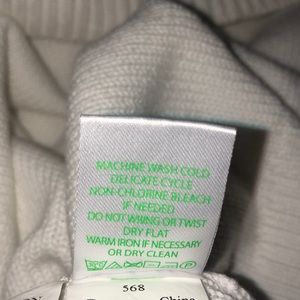 MACHINE WASH COLD
DELICATE CYCLE
NON-CHLORINE BLEACH
IF NEEDED
DO NOT WRING OR TWIST
DRY FLAT
WARM IRON IF NECESSARY
OR DRY CLEAN
568
China